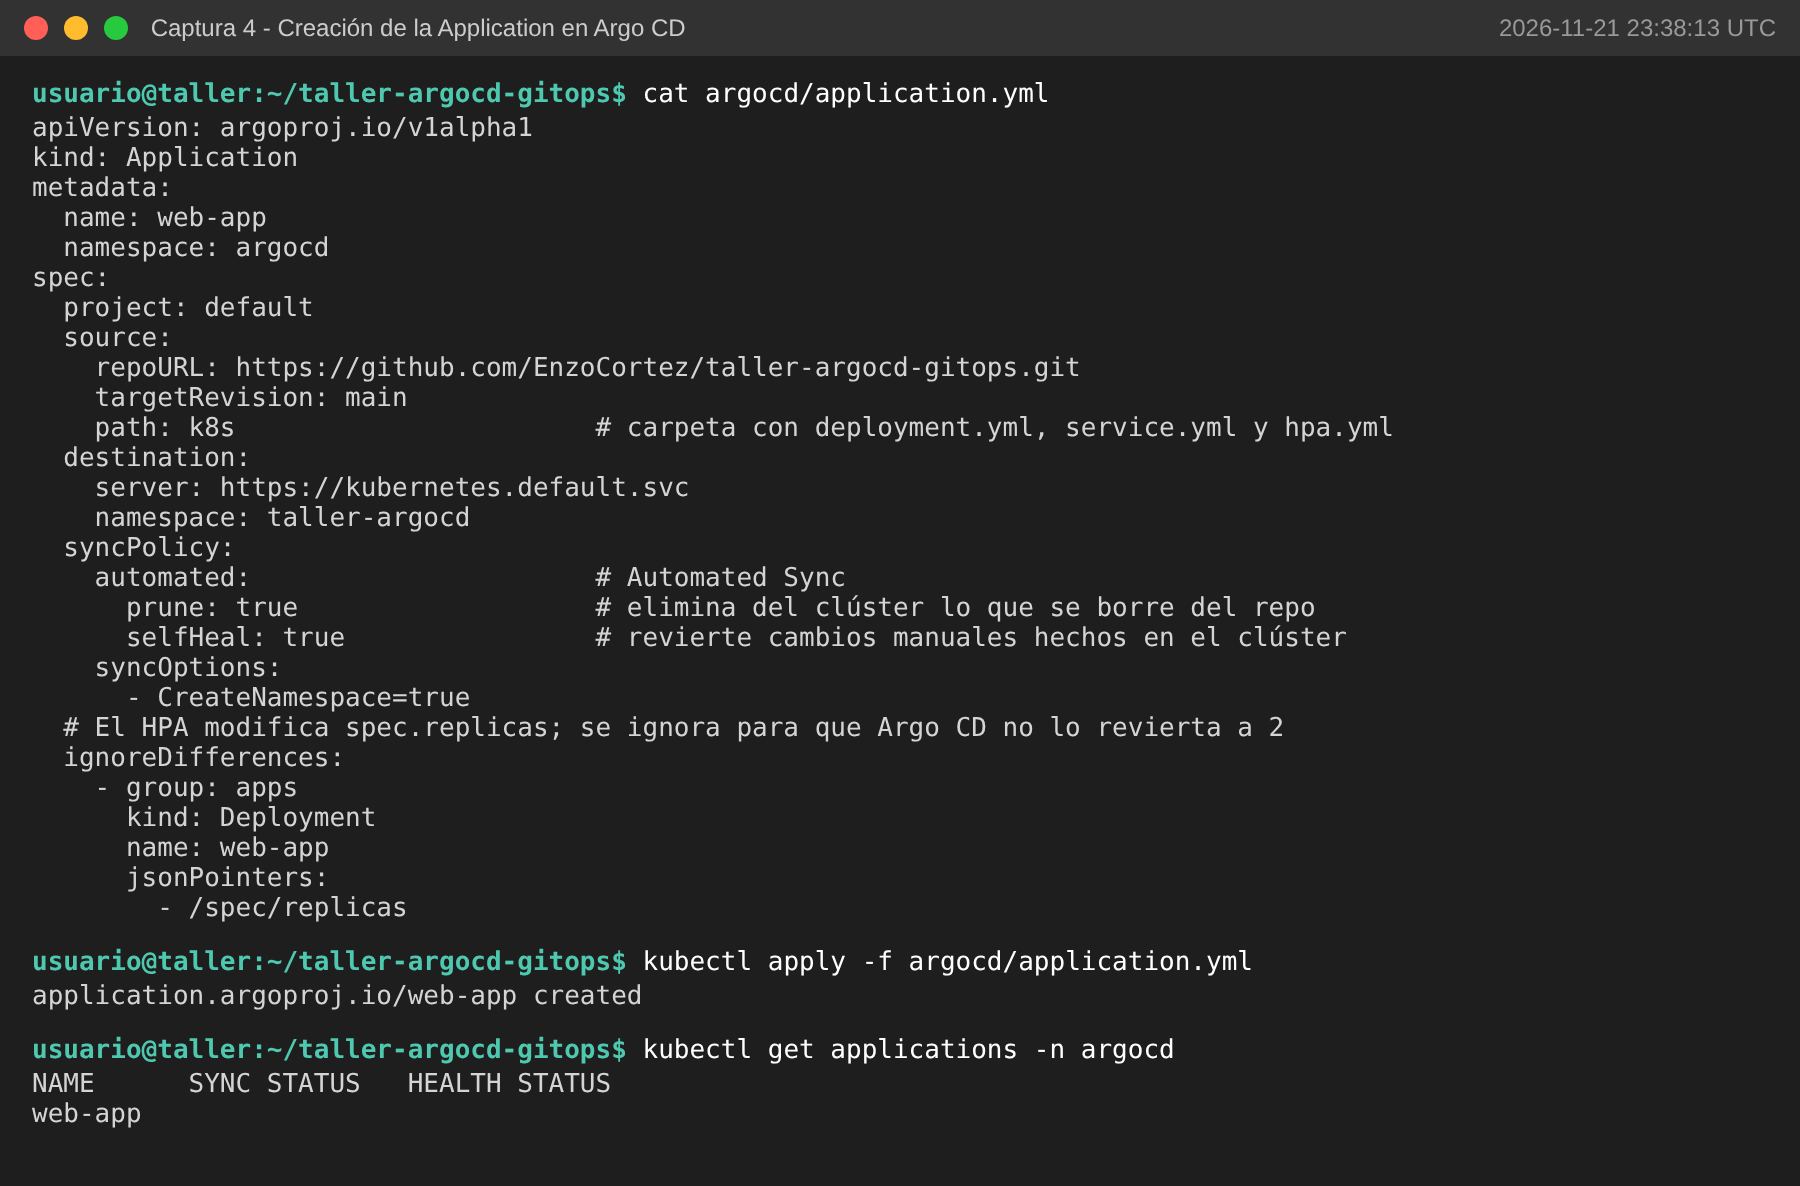 Captura 4 - Creación de la Application en Argo CD
2026-11-21 23:38:13 UTC
usuario@taller:~/taller-argocd-gitops$ cat argocd/application.yml
apiVersion: argoproj.io/v1alpha1
kind: Application
metadata:
  name: web-app
  namespace: argocd
spec:
  project: default
  source:
    repoURL: https://github.com/EnzoCortez/taller-argocd-gitops.git
    targetRevision: main
    path: k8s                       # carpeta con deployment.yml, service.yml y hpa.yml
  destination:
    server: https://kubernetes.default.svc
    namespace: taller-argocd
  syncPolicy:
    automated:                      # Automated Sync
      prune: true                   # elimina del clúster lo que se borre del repo
      selfHeal: true                # revierte cambios manuales hechos en el clúster
    syncOptions:
      - CreateNamespace=true
  # El HPA modifica spec.replicas; se ignora para que Argo CD no lo revierta a 2
  ignoreDifferences:
    - group: apps
      kind: Deployment
      name: web-app
      jsonPointers:
        - /spec/replicas
usuario@taller:~/taller-argocd-gitops$ kubectl apply -f argocd/application.yml
application.argoproj.io/web-app created
usuario@taller:~/taller-argocd-gitops$ kubectl get applications -n argocd
NAME      SYNC STATUS   HEALTH STATUS
web-app